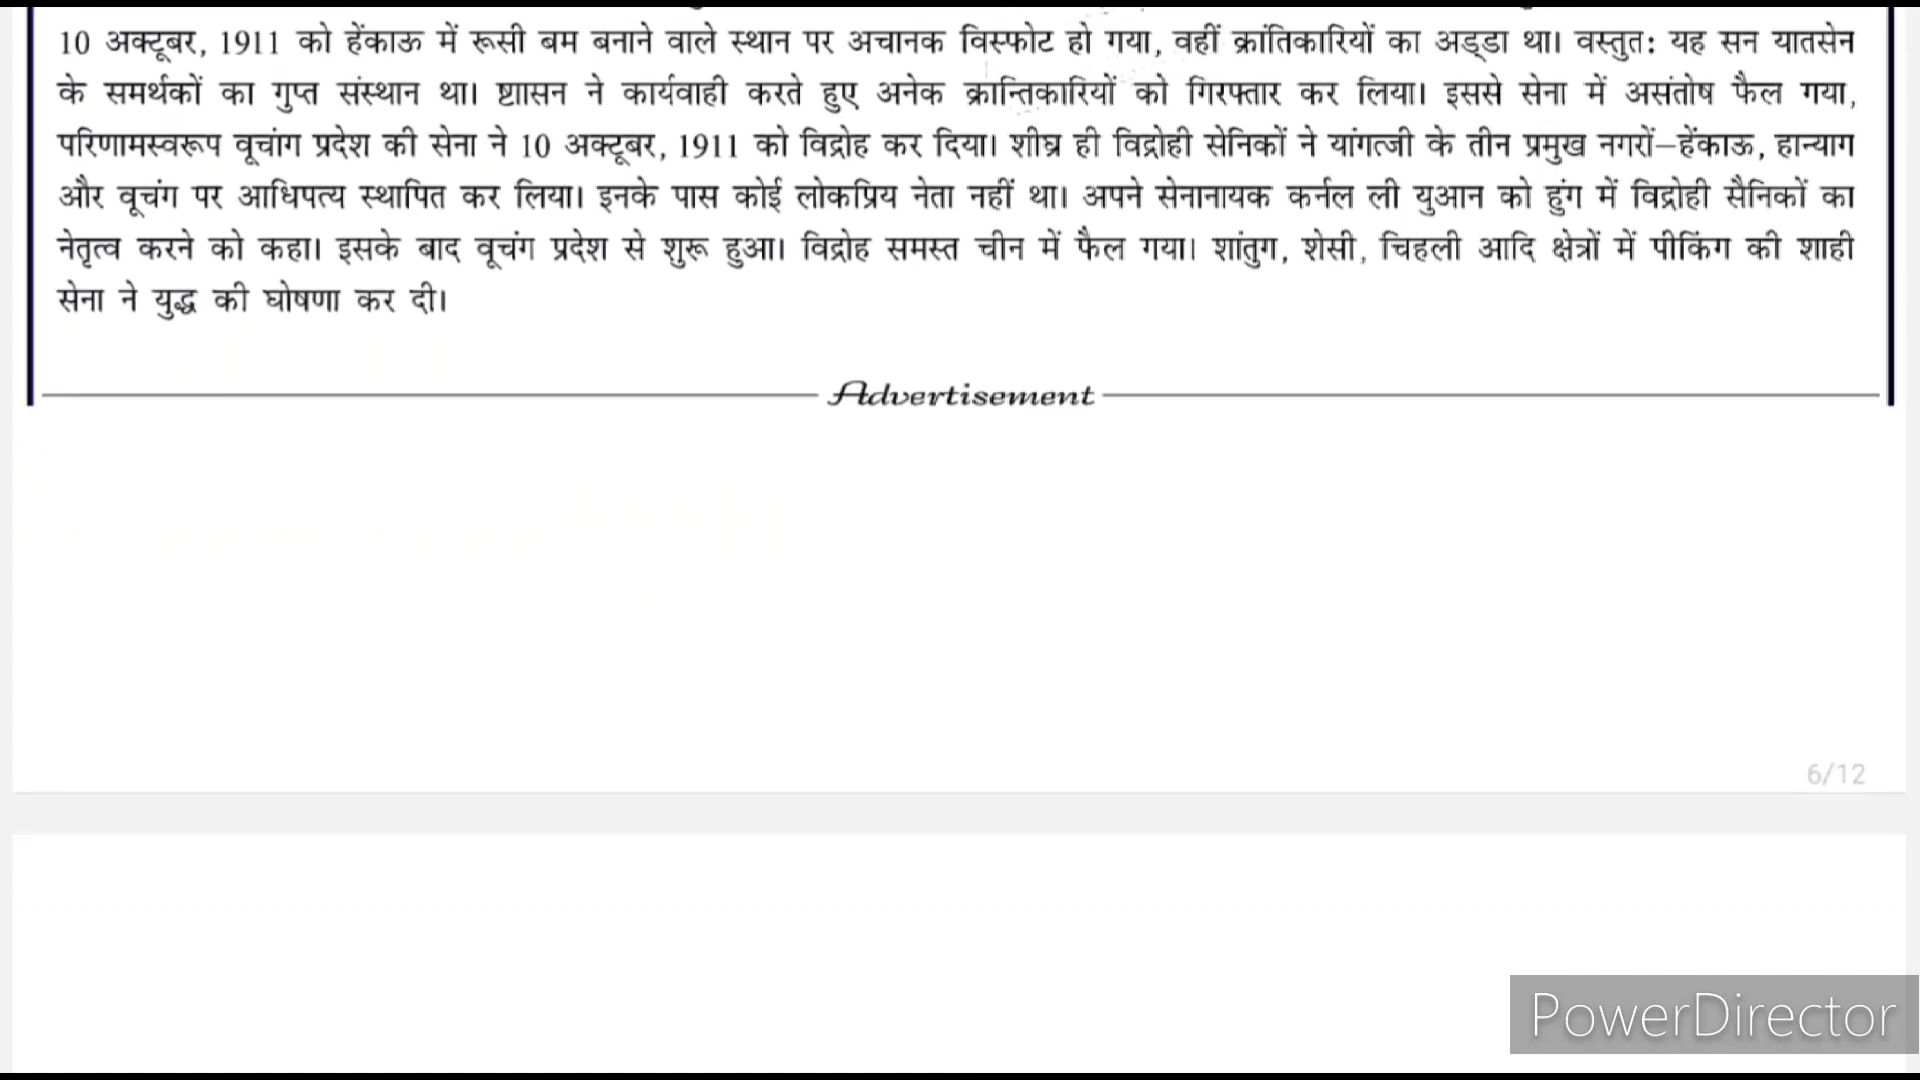 10 अक्टूबर, 1911 को हेंकाऊ में रूसी बम बनाने वाले स्थान पर अचानक विस्फोट हो गया, वहीं क्रांतिकारियों का अड्डा था। वस्तुतः यह सन यातसेन
के समर्थकों का गुप्त संस्थान था। ष्टाासन ने कार्यवाही करते हुए अनेक क्रान्तिकारियों को गिरफ्तार कर लिया। इससे सेना में असंतोष फैल गया,
परिणामस्वरूप वूचांग प्रदेश की सेना ने 10 अक्टूबर, 1911 को विद्रोह कर दिया। शीघ्र ही विद्रोही सेनिकों ने यांगत्जी के तीन प्रमुख नगरों–हेंकाऊ, हान्याग
और वूचंग पर आधिपत्य स्थापित कर लिया। इनके पास कोई लोकप्रिय नेता नहीं था। अपने सेनानायक कर्नल ली युआन को हुंग में विद्रोही सैनिकों का
नेतृत्व करने को कहा। इसके बाद वूचंग प्रदेश से शुरू हुआ। विद्रोह समस्त चीन में फैल गया। शांतुग, शेसी, चिहली आदि क्षेत्रों में पीकिंग की शाही
सेना ने युद्ध की घोषणा कर दी।
Advertisement
6/12
PowerDirector